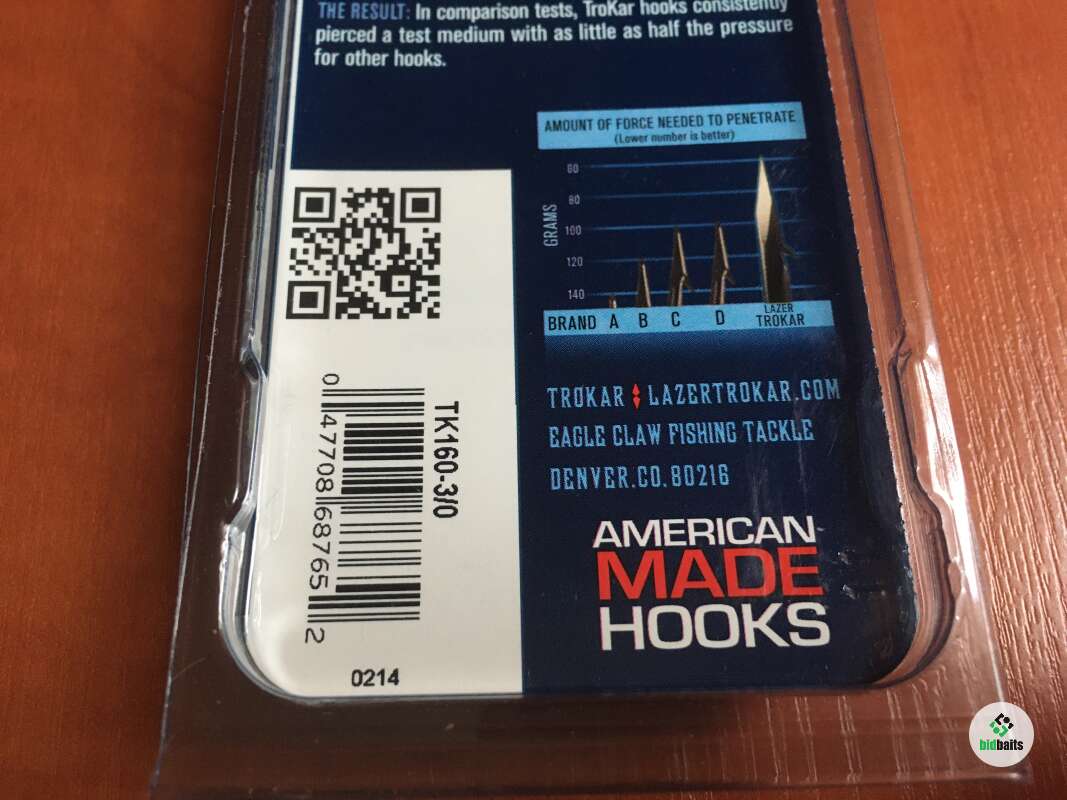 THE RESULT: In comparison tests, TroKar hooks consistently
pierced a test medium with as little as half the pressure
for other hooks.
AMOUNT OF FORCE NEEDED TO PENETRATE
(Lower number is better)
GRAMS
60
80
100
120
140
BRAND A B C D LAZER TROKAR
TROKAR LAZERTROKAR.COM
EAGLE CLAW FISHING TACKLE
DENVER.CO. 80216
AMERICAN
MADE
HOOKS
TK160-3/0
0 47708 68765 2
0214
bidbaits